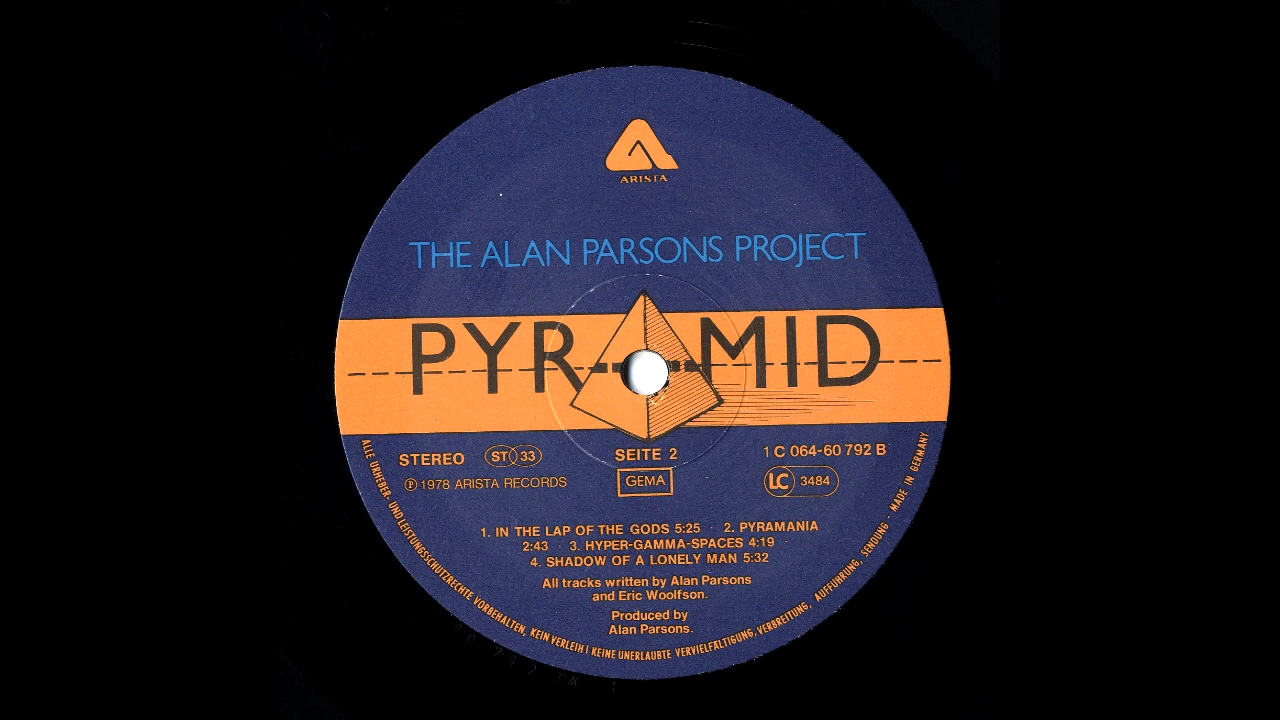 ARISTA
THE ALAN PARSONS PROJECT
PYRAMID
STEREO ST 33
SEITE 2
1 C 064-60 792 B
℗ 1978 ARISTA RECORDS
GEMA
LC 3484
1. IN THE LAP OF THE GODS 5:25 · 2. PYRAMANIA
2:43 · 3. HYPER-GAMMA-SPACES 4:19 ·
4. SHADOW OF A LONELY MAN 5:32
All tracks written by Alan Parsons
and Eric Woolfson.
Produced by
Alan Parsons.
ALLE URHEBER- UND LEISTUNGSSCHUTZRECHTE VORBEHALTEN, KEIN VERLEIH! KEINE UNERLAUBTE VERVIELFÄLTIGUNG, VERBREITUNG, AUFFÜHRUNG, SENDUNG · MADE IN GERMANY